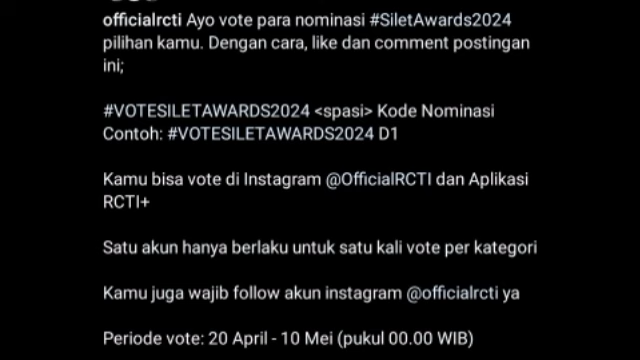 officialrcti Ayo vote para nominasi #SiletAwards2024
pilihan kamu. Dengan cara, like dan comment postingan
ini;
#VOTESILETAWARDS2024 <spasi> Kode Nominasi
Contoh: #VOTESILETAWARDS2024 D1
Kamu bisa vote di Instagram @OfficialRCTI dan Aplikasi
RCTI+
Satu akun hanya berlaku untuk satu kali vote per kategori
Kamu juga wajib follow akun instagram @officialrcti ya
Periode vote: 20 April - 10 Mei (pukul 00.00 WIB)